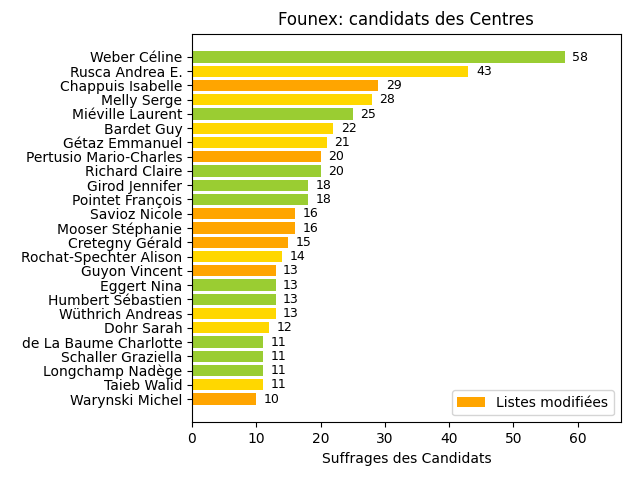 Founex: candidats des Centres
Weber Céline 58
Rusca Andrea E. 43
Chappuis Isabelle 29
Melly Serge 28
Miéville Laurent 25
Bardet Guy 22
Gétaz Emmanuel 21
Pertusio Mario-Charles 20
Richard Claire 20
Girod Jennifer 18
Pointet François 18
Savioz Nicole 16
Mooser Stéphanie 16
Cretegny Gérald 15
Rochat-Spechter Alison 14
Guyon Vincent 13
Eggert Nina 13
Humbert Sébastien 13
Wüthrich Andreas 13
Dohr Sarah 12
de La Baume Charlotte 11
Schaller Graziella 11
Longchamp Nadège 11
Taieb Walid 11
Warynski Michel 10
Listes modifiées
0 10 20 30 40 50 60
Suffrages des Candidats